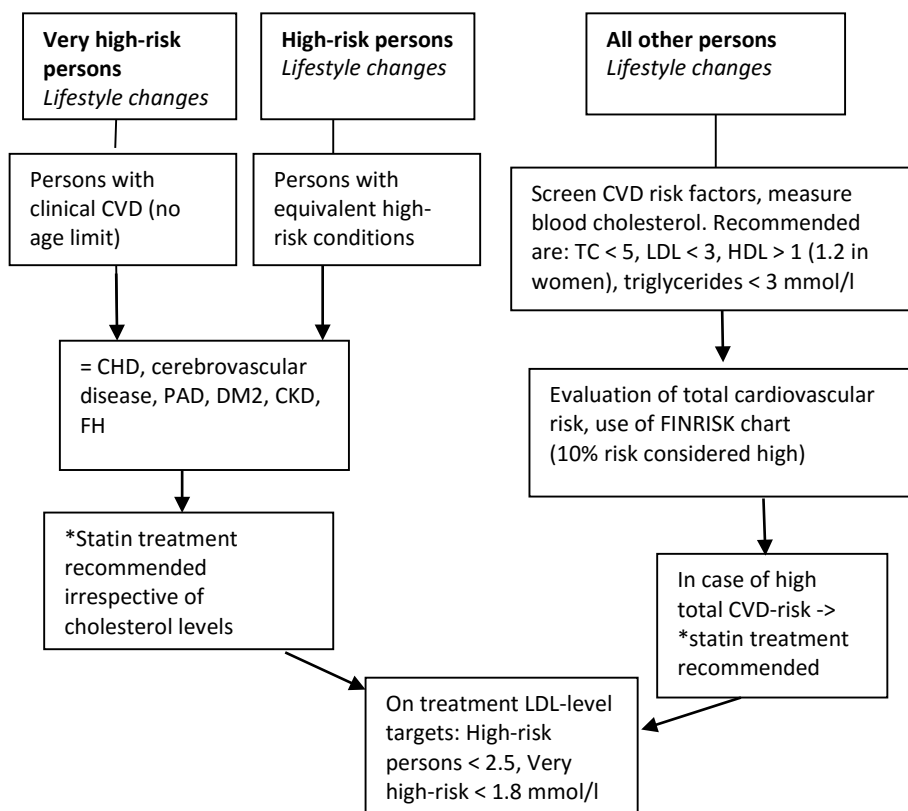 Very high-risk
persons
Lifestyle changes
High-risk persons
Lifestyle changes
All other persons
Lifestyle changes
Persons with
clinical CVD (no
age limit)
Persons with
equivalent high-
risk conditions
Screen CVD risk factors, measure
blood cholesterol. Recommended
are: TC < 5, LDL < 3, HDL > 1 (1.2 in
women), triglycerides < 3 mmol/l
= CHD, cerebrovascular
disease, PAD, DM2, CKD,
FH
Evaluation of total cardiovascular
risk, use of FINRISK chart
(10% risk considered high)
*Statin treatment
recommended
irrespective of
cholesterol levels
In case of high
total CVD-risk ->
*statin treatment
recommended
On treatment LDL-level
targets: High-risk
persons < 2.5, Very
high-risk < 1.8 mmol/l